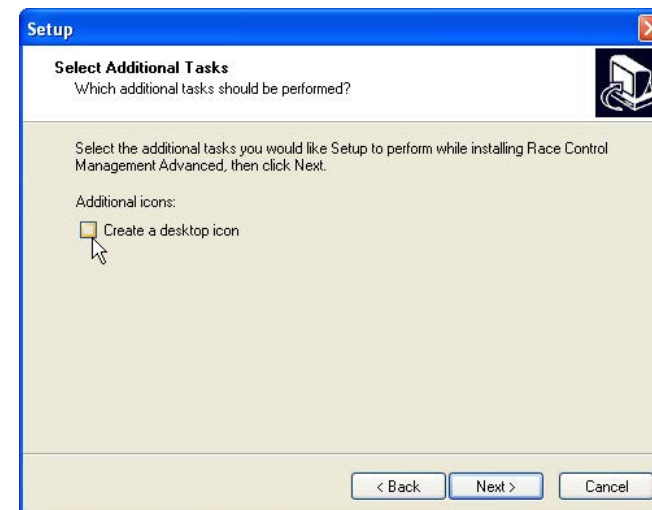 Setup
Select Additional Tasks
Which additional tasks should be performed?
Select the additional tasks you would like Setup to perform while installing Race Control
Management Advanced, then click Next.
Additional icons:
Create a desktop icon
< Back
Next >
Cancel